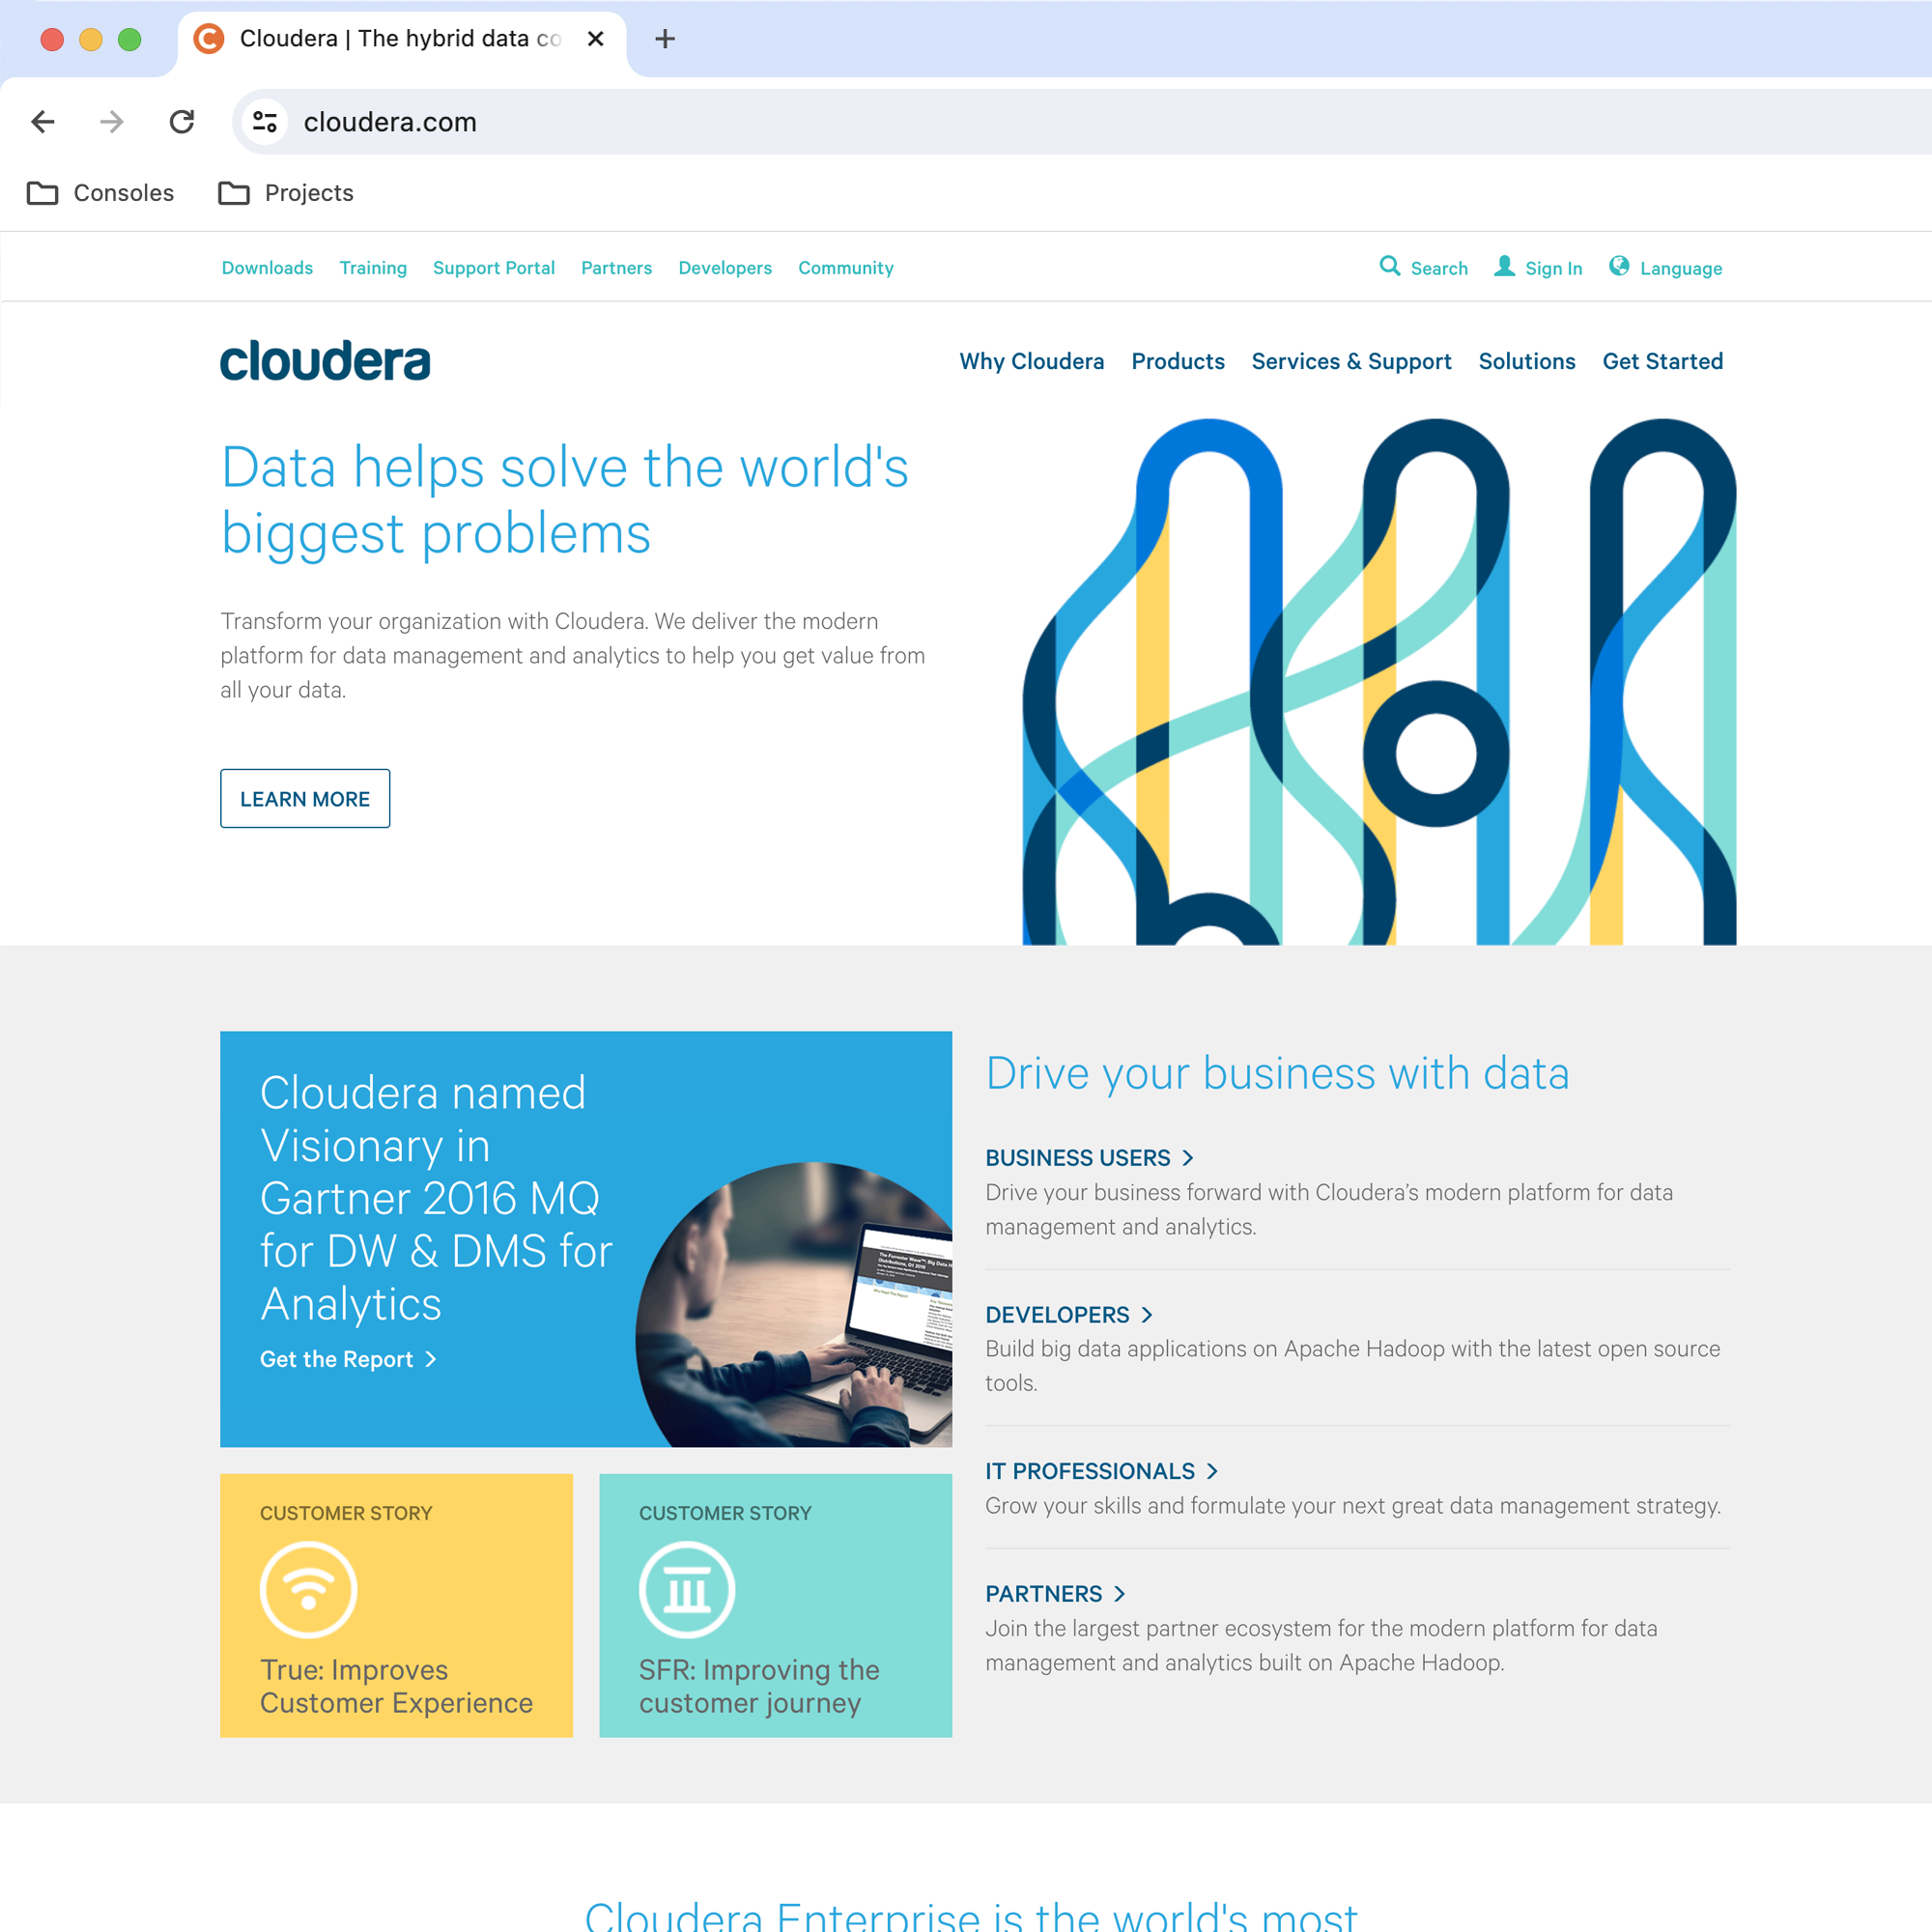 Cloudera | The hybrid data co
cloudera.com
Consoles
Projects
Downloads
Training
Support Portal
Partners
Developers
Community
Search
Sign In
Language
cloudera
Why Cloudera
Products
Services & Support
Solutions
Get Started
Data helps solve the world's
biggest problems
Transform your organization with Cloudera. We deliver the modern
platform for data management and analytics to help you get value from
all your data.
LEARN MORE
Cloudera named
Visionary in
Gartner 2016 MQ
for DW & DMS for
Analytics
Get the Report
The Forrester Wave™: Big Data H
Distributions, Q1 2016
CUSTOMER STORY
True: Improves
Customer Experience
CUSTOMER STORY
SFR: Improving the
customer journey
Drive your business with data
BUSINESS USERS
Drive your business forward with Cloudera’s modern platform for data
management and analytics.
DEVELOPERS
Build big data applications on Apache Hadoop with the latest open source
tools.
IT PROFESSIONALS
Grow your skills and formulate your next great data management strategy.
PARTNERS
Join the largest partner ecosystem for the modern platform for data
management and analytics built on Apache Hadoop.
Cloudera Enterprise is the world's most